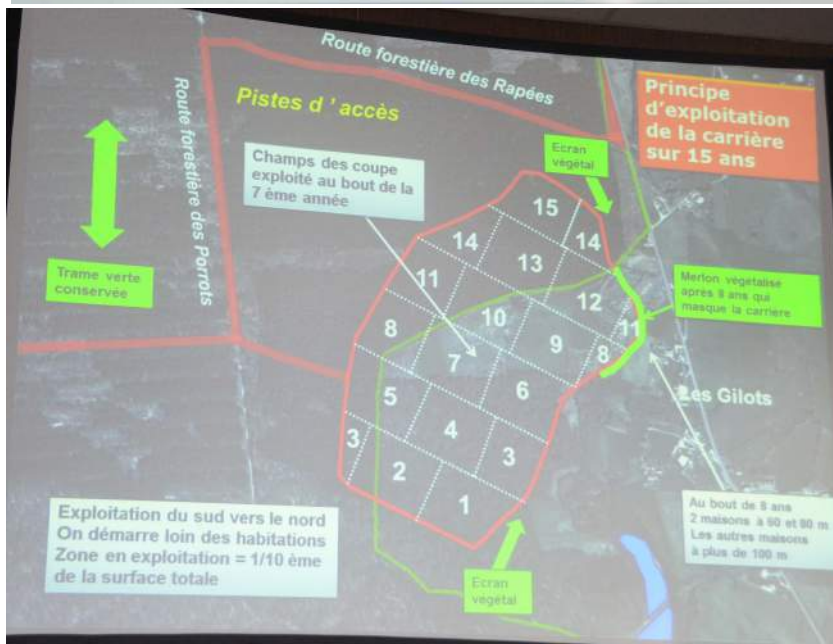 Route forestière des Rapées
Route forestière des Porrots
Pistes d ' accès
Principe
d'exploitation
de la carrière
sur 15 ans
Champs des coupe
exploité au bout de la
7 ème année
Ecran
végétal
Trame verte
conservée
15
14
14
13
11
12
10
11
8
9
8
7
5
6
4
3
3
2
1
Merlon végétalisé
après 8 ans qui
masque la carrière
Les Gilots
Exploitation du sud vers le nord
On démarre loin des habitations
Zone en exploitation = 1/10 ème
de la surface totale
Ecran
végétal
Au bout de 8 ans
2 maisons à 60 et 80 m
Les autres maisons
à plus de 100 m